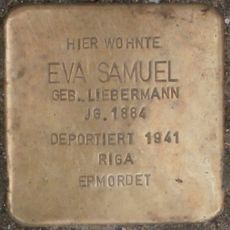 HIER WOHNTE
EVA SAMUEL
GEB. LIEBERMANN
JG. 1884
DEPORTIERT 1941
RIGA
ERMORDET